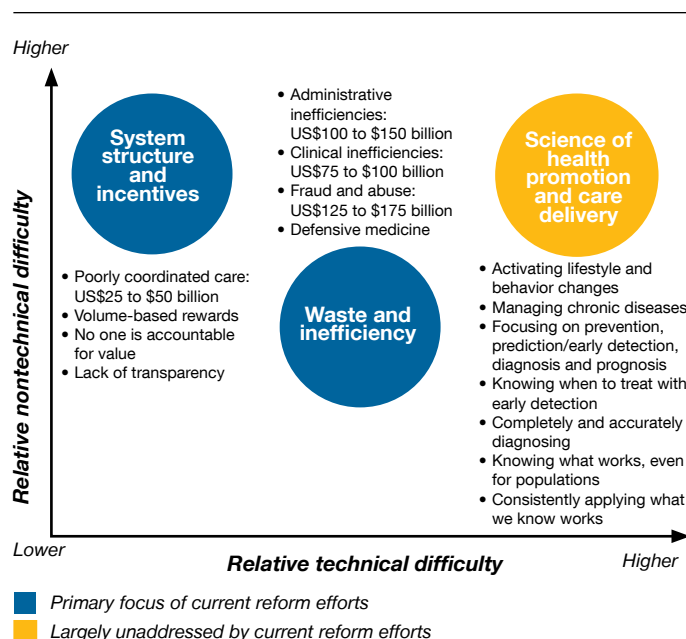 Higher
Relative nontechnical difficulty
System
structure
and
incentives
• Poorly coordinated care:
US$25 to $50 billion
• Volume-based rewards
• No one is accountable
for value
• Lack of transparency
• Administrative
inefficiencies:
US$100 to $150 billion
• Clinical inefficiencies:
US$75 to $100 billion
• Fraud and abuse:
US$125 to $175 billion
• Defensive medicine
Waste and
inefficiency
Science of
health
promotion
and care
delivery
• Activating lifestyle and
behavior changes
• Managing chronic diseases
• Focusing on prevention,
prediction/early detection,
diagnosis and prognosis
• Knowing when to treat with
early detection
• Completely and accurately
diagnosing
• Knowing what works, even
for populations
• Consistently applying what
we know works
Lower
Relative technical difficulty
Higher
Primary focus of current reform efforts
Largely unaddressed by current reform efforts